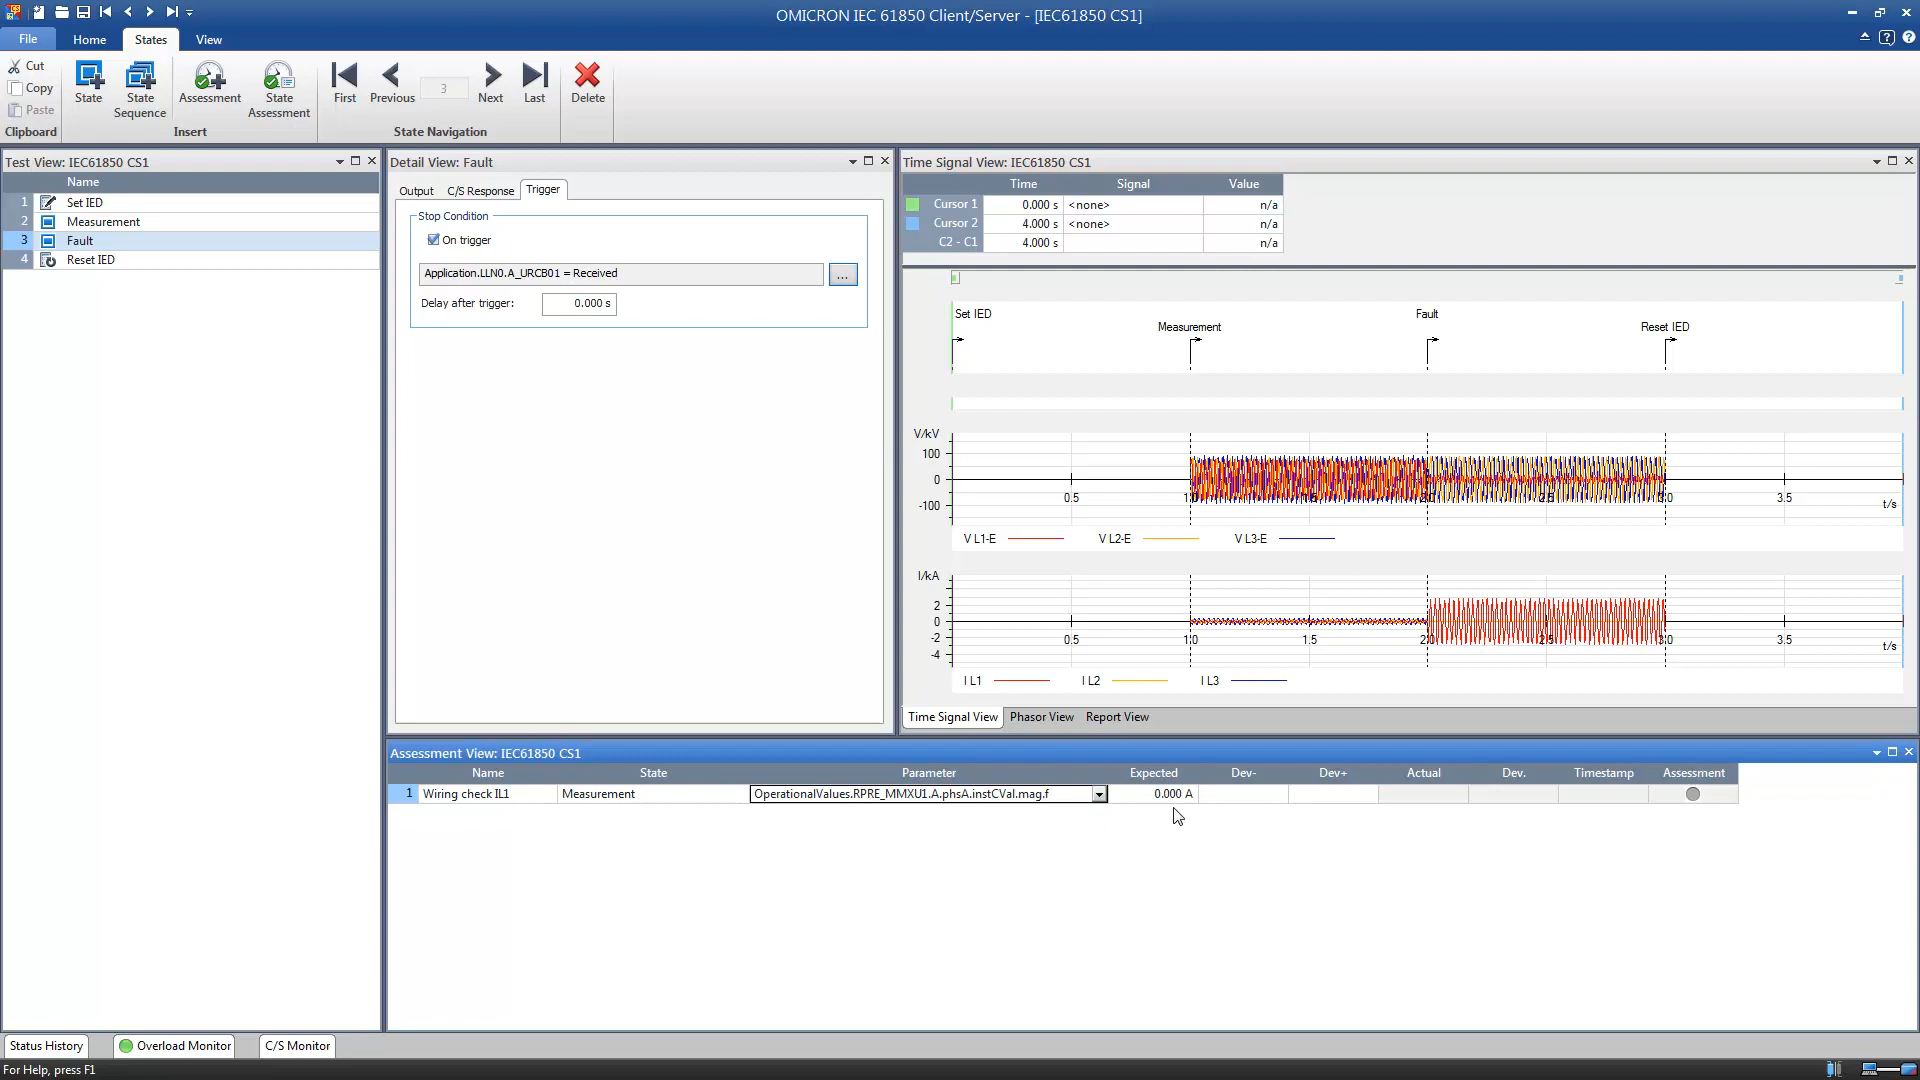 OMICRON IEC 61850 Client/Server - [IEC61850 CS1]
File Home States View
Cut
Copy
Paste
Clipboard
State
State Sequence
Assessment
State Assessment
Insert
First
Previous
3
Next
Last
State Navigation
Delete
Test View: IEC61850 CS1
Name
1 Set IED
2 Measurement
3 Fault
4 Reset IED
Detail View: Fault
Output C/S Response Trigger
Stop Condition
On trigger
Application.LLN0.A_URCB01 = Received
...
Delay after trigger: 0.000 s
Time Signal View: IEC61850 CS1
Time Signal Value
Cursor 1 0.000 s <none> n/a
Cursor 2 4.000 s <none> n/a
C2 - C1 4.000 s n/a
Set IED
Measurement
Fault
Reset IED
V/kV
100
0
-100
0.5 1.0 1.5 2.0 2.5 3.0 3.5
t/s
V L1-E V L2-E V L3-E
I/kA
2
0
-2
-4
0.5 1.0 1.5 2.0 2.5 3.0 3.5
t/s
I L1 I L2 I L3
Time Signal View Phasor View Report View
Assessment View: IEC61850 CS1
Name State Parameter Expected Dev- Dev+ Actual Dev. Timestamp Assessment
1 Wiring check IL1 Measurement OperationalValues.RPRE_MMXU1.A.phsA.instCVal.mag.f 0.000 A
Status History Overload Monitor C/S Monitor
For Help, press F1